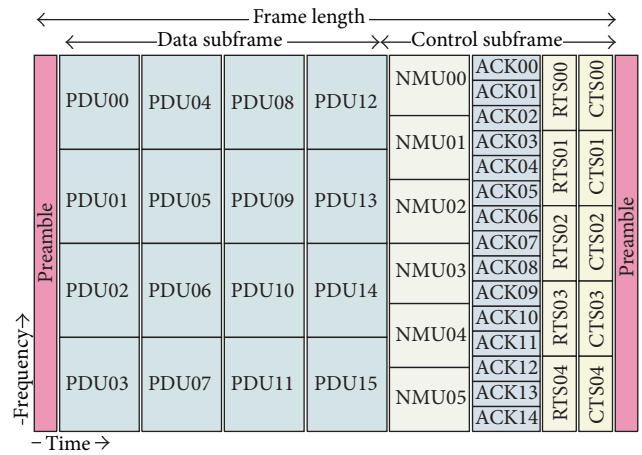 Frame length
Data subframe
Control subframe
Preamble
PDU00
PDU01
PDU02
PDU03
PDU04
PDU05
PDU06
PDU07
PDU08
PDU09
PDU10
PDU11
PDU12
PDU13
PDU14
PDU15
NMU00
NMU01
NMU02
NMU03
NMU04
NMU05
ACK00
ACK01
ACK02
ACK03
ACK04
ACK05
ACK06
ACK07
ACK08
ACK09
ACK10
ACK11
ACK12
ACK13
ACK14
RTS00
RTS01
RTS02
RTS03
RTS04
CTS00
CTS01
CTS02
CTS03
CTS04
Preamble
Frequency
Time